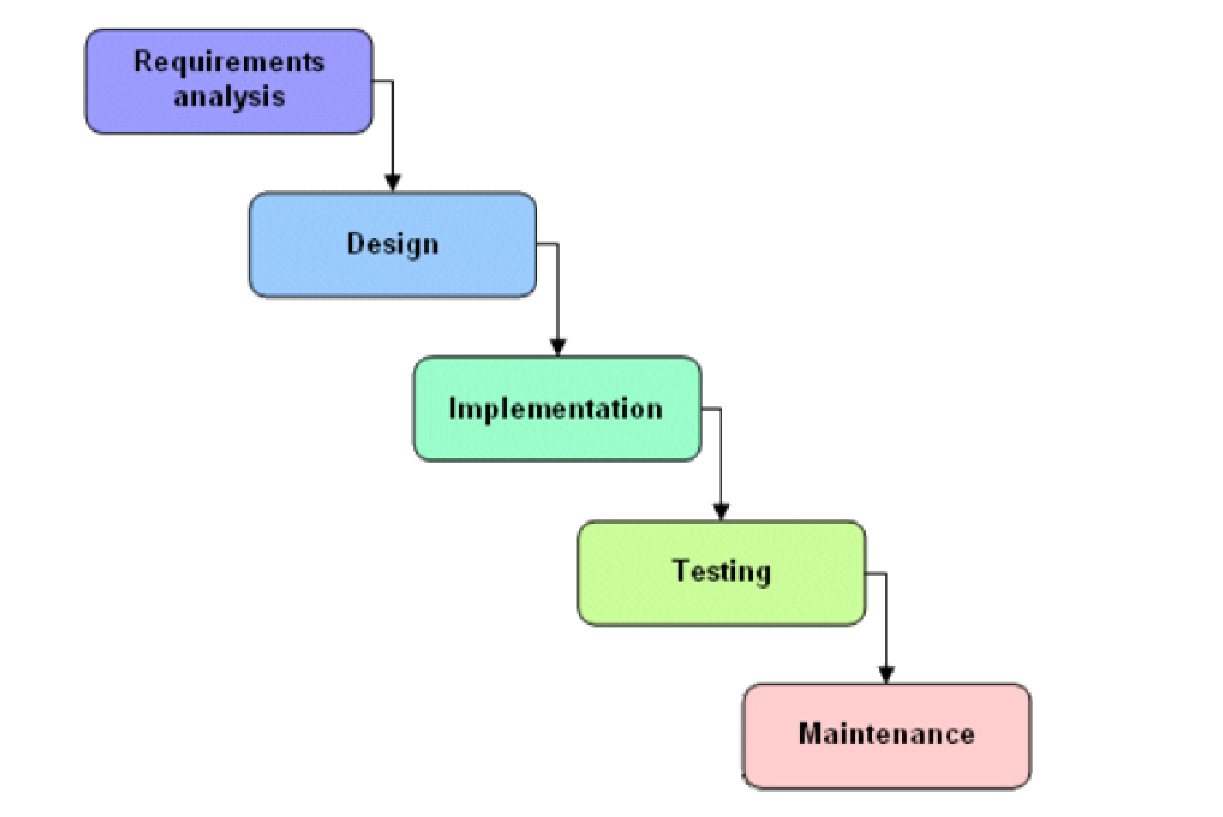 Requirements
analysis
Design
Implementation
Testing
Maintenance